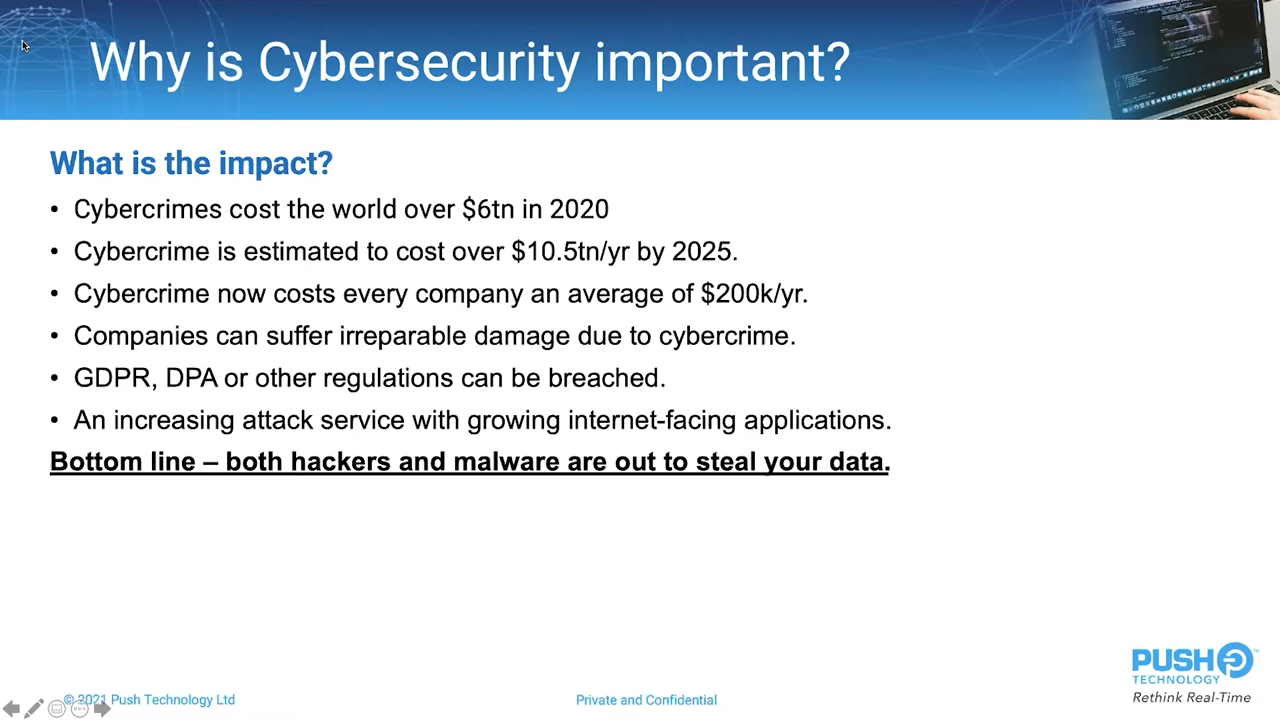 Why is Cybersecurity important?
What is the impact?
• Cybercrimes cost the world over $6tn in 2020
• Cybercrime is estimated to cost over $10.5tn/yr by 2025.
• Cybercrime now costs every company an average of $200k/yr.
• Companies can suffer irreparable damage due to cybercrime.
• GDPR, DPA or other regulations can be breached.
• An increasing attack service with growing internet-facing applications.
Bottom line – both hackers and malware are out to steal your data.
PUSH ™
TECHNOLOGY
Rethink Real-Time
© 2021 Push Technology Ltd
Private and Confidential